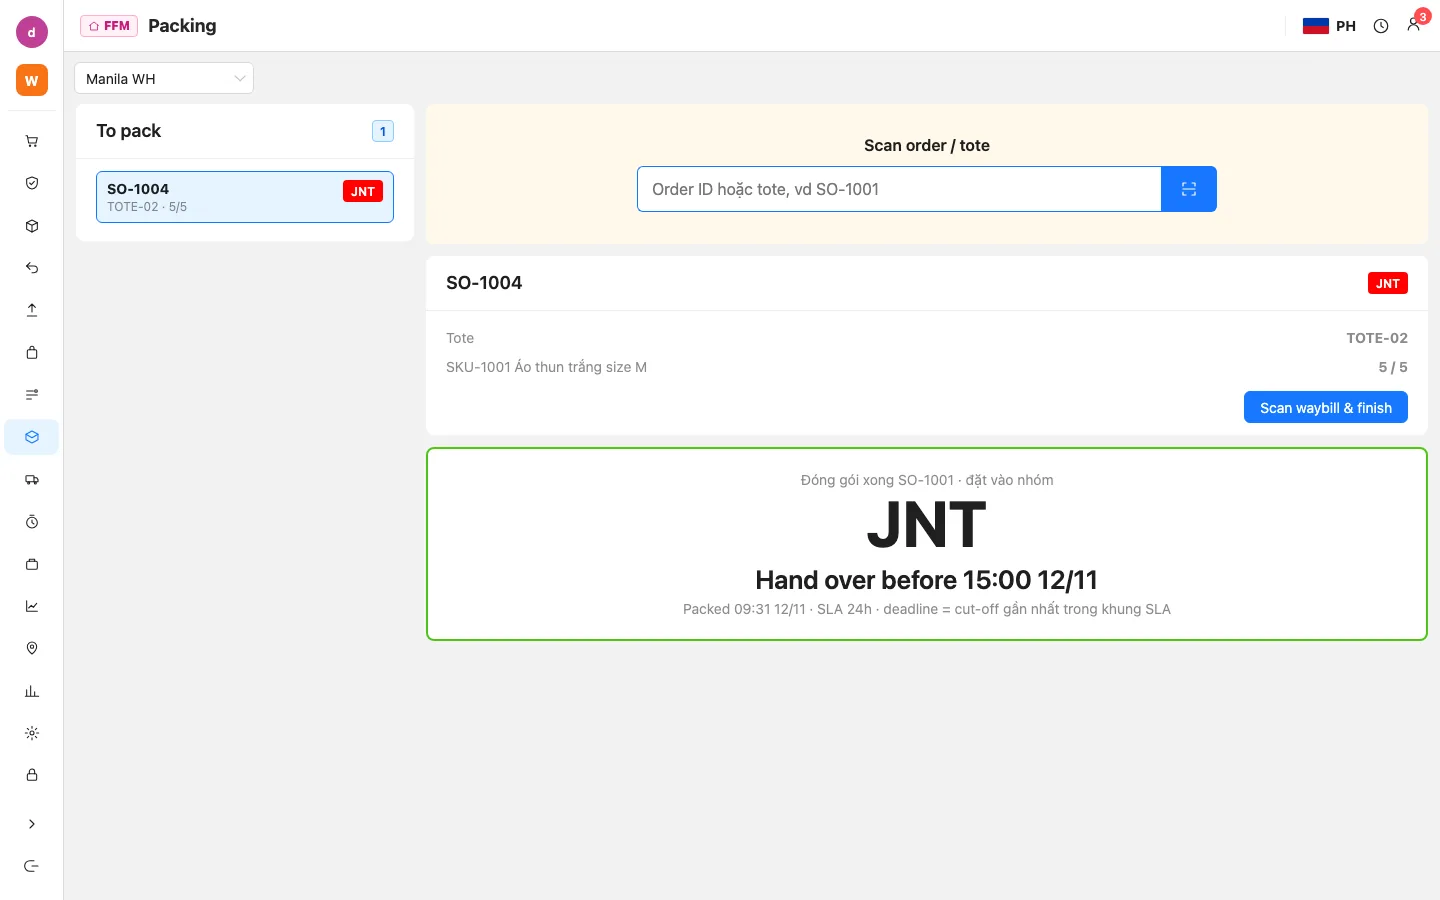 d
FFM
Packing
PH
3
W
Manila WH
To pack
1
SO-1004
JNT
TOTE-02 · 5/5
Scan order / tote
Order ID hoặc tote, vd SO-1001
SO-1004
JNT
Tote
TOTE-02
SKU-1001 Áo thun trắng size M
5 / 5
Scan waybill & finish
Đóng gói xong SO-1001 · đặt vào nhóm
JNT
Hand over before 15:00 12/11
Packed 09:31 12/11 · SLA 24h · deadline = cut-off gần nhất trong khung SLA